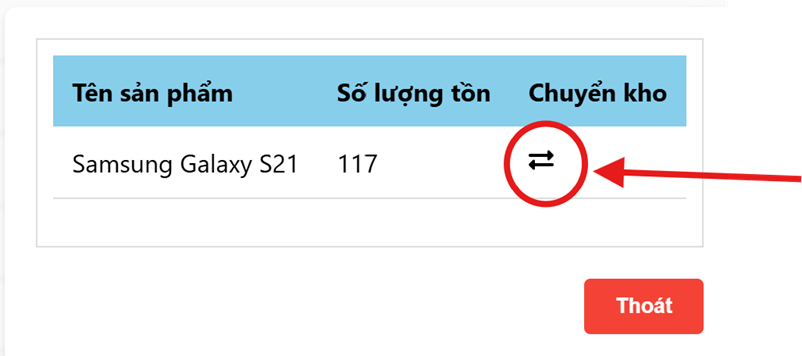 Tên sản phẩm Số lượng tồn Chuyển kho
Samsung Galaxy S21 117
Thoát